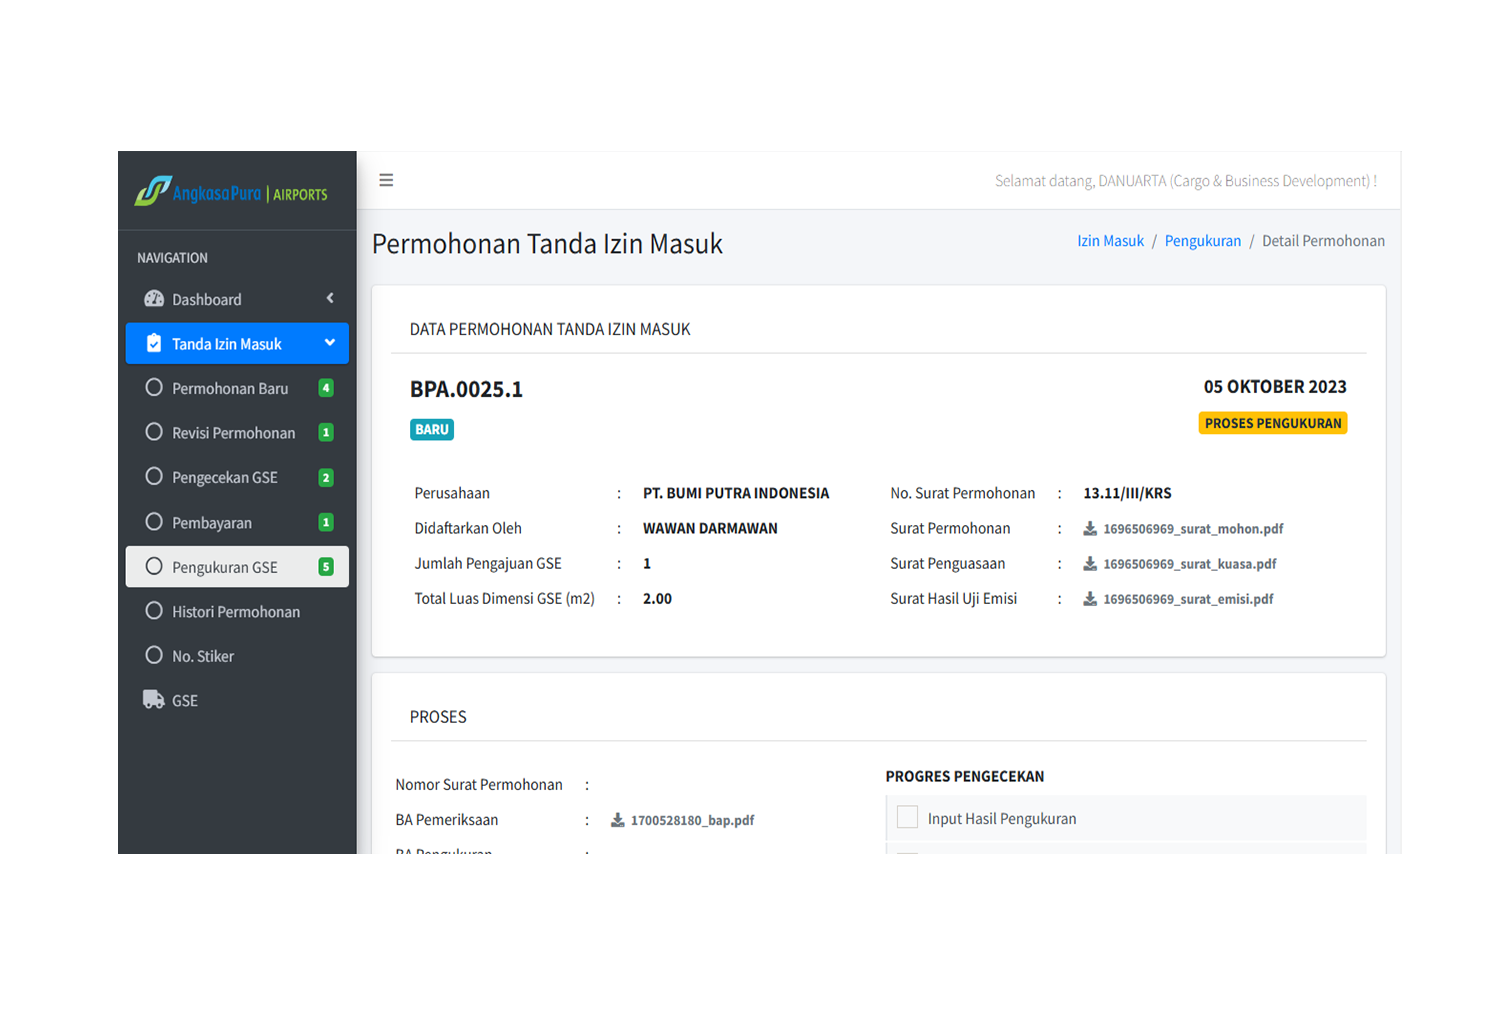 AngkasaPura | AIRPORTS
Selamat datang, DANUARTA (Cargo & Business Development) !
NAVIGATION
Dashboard
Tanda Izin Masuk
Permohonan Baru 4
Revisi Permohonan 1
Pengecekan GSE 2
Pembayaran 1
Pengukuran GSE 5
Histori Permohonan
No. Stiker
GSE
Permohonan Tanda Izin Masuk
Izin Masuk / Pengukuran / Detail Permohonan
DATA PERMOHONAN TANDA IZIN MASUK
BPA.0025.1
BARU
05 OKTOBER 2023
PROSES PENGUKURAN
Perusahaan : PT. BUMI PUTRA INDONESIA
Didaftarkan Oleh : WAWAN DARMAWAN
Jumlah Pengajuan GSE : 1
Total Luas Dimensi GSE (m2) : 2.00
No. Surat Permohonan : 13.11/III/KRS
Surat Permohonan : 1696506969_surat_mohon.pdf
Surat Penguasaan : 1696506969_surat_kuasa.pdf
Surat Hasil Uji Emisi : 1696506969_surat_emisi.pdf
PROSES
Nomor Surat Permohonan :
BA Pemeriksaan : 1700528180_bap.pdf
BA Pengukuran :
PROGRES PENGECEKAN
Input Hasil Pengukuran